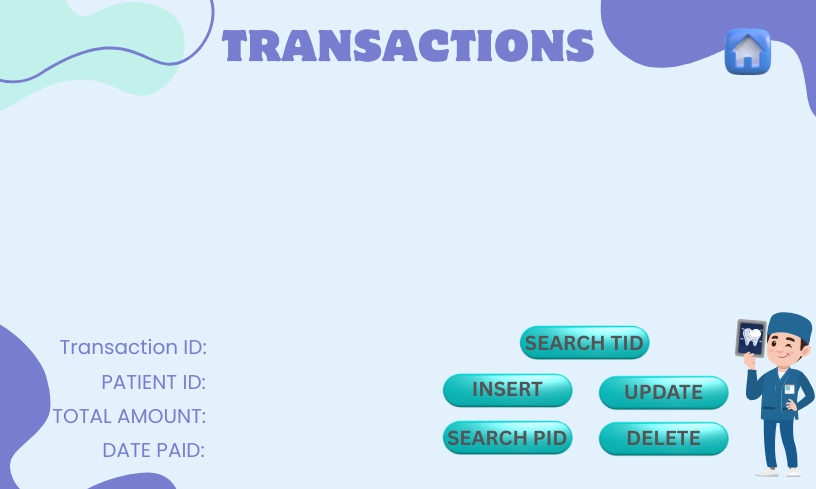 TRANSACTIONS
Transaction ID:
PATIENT ID:
TOTAL AMOUNT:
DATE PAID:
SEARCH TID
INSERT
UPDATE
SEARCH PID
DELETE